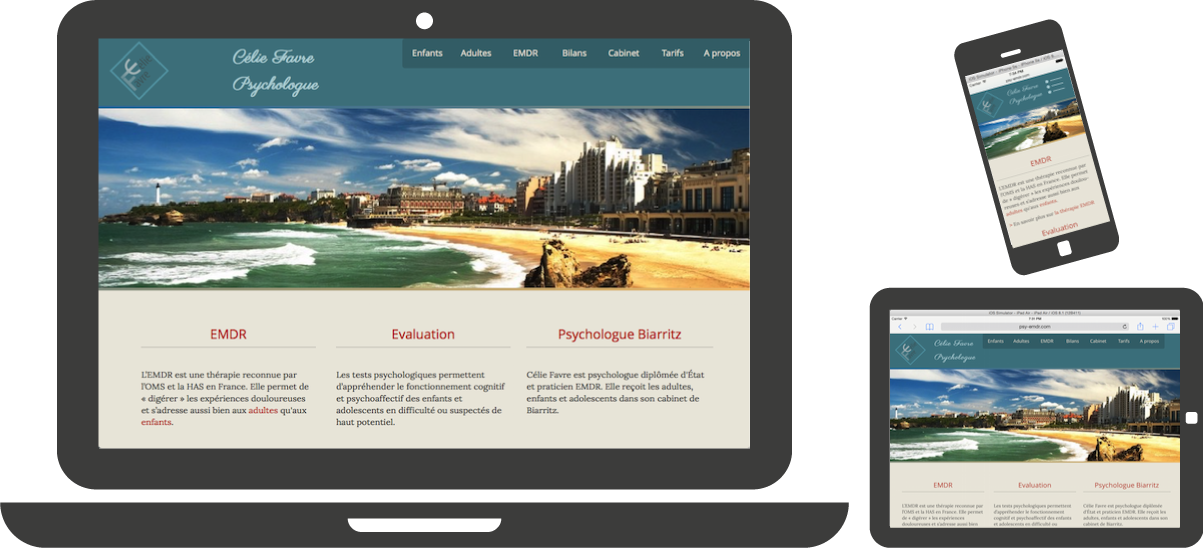 Célie Favre
Psychologue
Enfants Adultes EMDR Bilans Cabinet Tarifs A propos
EMDR
L'EMDR est une thérapie reconnue par
l'OMS et la HAS en France. Elle permet de
« digérer » les expériences douloureuses
et s'adresse aussi bien aux adultes qu'aux
enfants.
Evaluation
Les tests psychologiques permettent
d'appréhender le fonctionnement cognitif
et psychoaffectif des enfants et
adolescents en difficulté ou suspectés de
haut potentiel.
Psychologue Biarritz
Célie Favre est psychologue diplômée d'État
et praticien EMDR. Elle reçoit les adultes,
enfants et adolescents dans son cabinet de
Biarritz.
7:56 PM
psy-emdr.com
Célie Favre
Psychologue
EMDR
L'EMDR est une thérapie reconnue par
l'OMS et la HAS en France. Elle permet
de « digérer » les expériences doulou-
reuses et s'adresse aussi bien aux
adultes qu'aux enfants.
» En savoir plus sur la thérapie EMDR
Evaluation
psy-emdr.com
Célie Favre
Psychologue
Enfants Adultes EMDR Bilans Cabinet Tarifs A propos
EMDR
L'EMDR est une thérapie reconnue par
l'OMS et la HAS en France. Elle permet
de « digérer » les expériences
douloureuses et s'adresse aussi bien aux
Evaluation
Les tests psychologiques permettent
d'appréhender le fonctionnement
cognitif et psychoaffectif des enfants
et adolescents en difficulté ou
Psychologue Biarritz
Célie Favre est psychologue diplômée
d'État et praticien EMDR. Elle reçoit les
adultes, enfants et adolescents dans son
cabinet de Biarritz.